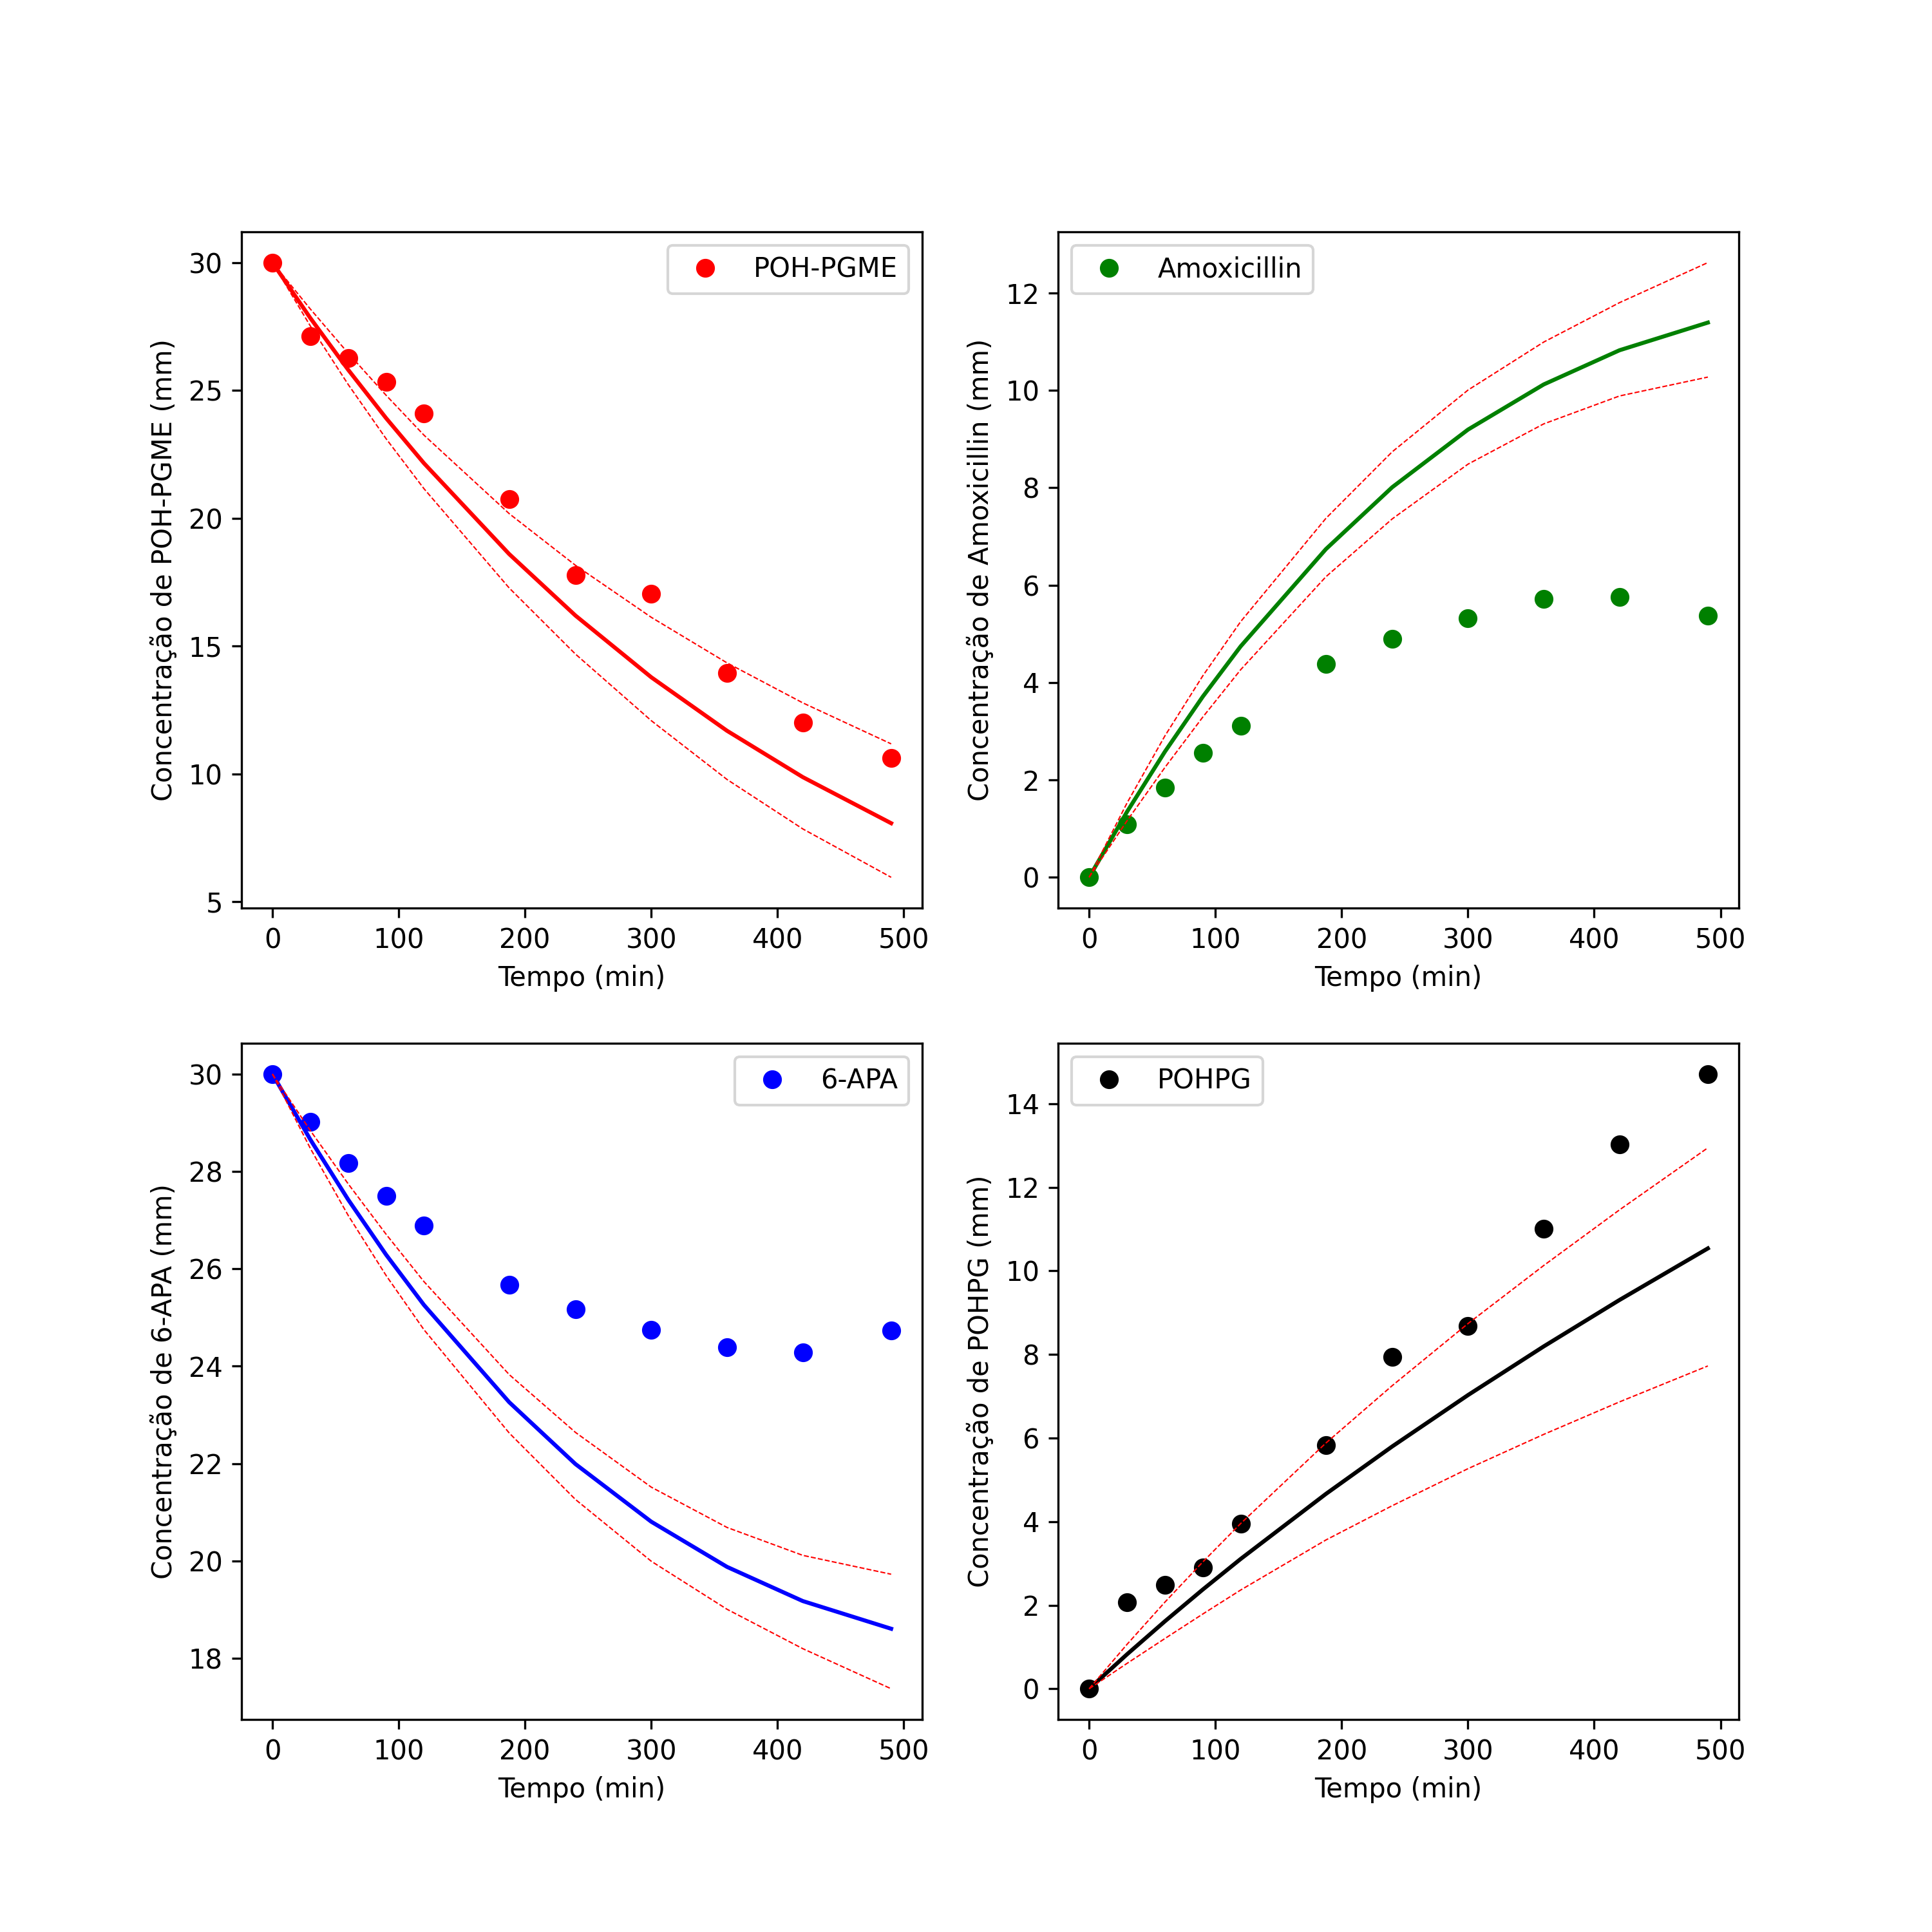 POH-PGME
Concentração de POH-PGME (mm)
30
25
20
15
10
5
0 100 200 300 400 500
Tempo (min)
Amoxicillin
Concentração de Amoxicillin (mm)
12
10
8
6
4
2
0
0 100 200 300 400 500
Tempo (min)
6-APA
Concentração de 6-APA (mm)
30
28
26
24
22
20
18
0 100 200 300 400 500
Tempo (min)
POHPG
Concentração de POHPG (mm)
14
12
10
8
6
4
2
0
0 100 200 300 400 500
Tempo (min)